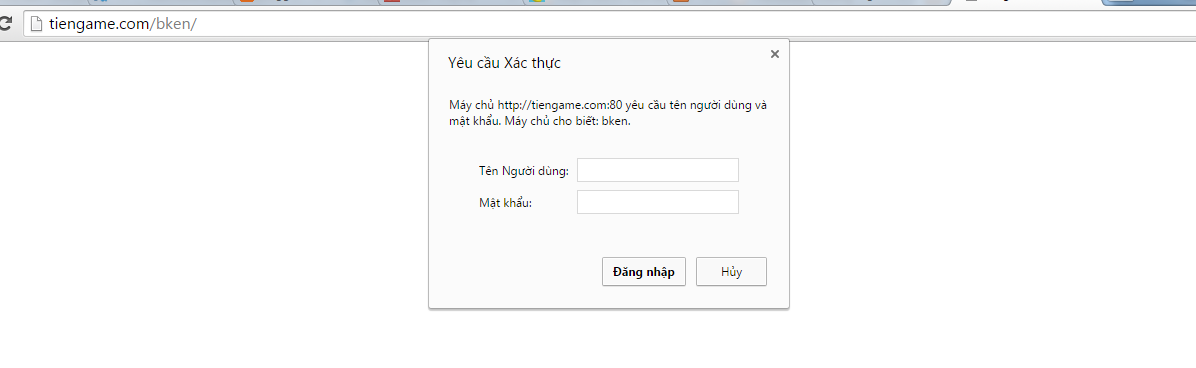 tiengame.com/bken/
Yêu cầu Xác thực
Máy chủ http://tiengame.com:80 yêu cầu tên người dùng và
mật khẩu. Máy chủ cho biết: bken.
Tên Người dùng:
Mật khẩu:
Đăng nhập Hủy